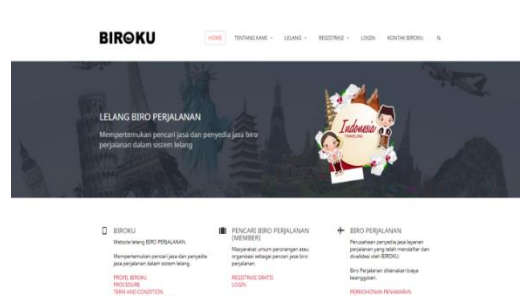 BIROKU
HOME TENTANG KAMI LELANG REGISTRASI LOGIN KONTAK BIROKU
LELANG BIRO PERJALANAN
Mempertemukan pencari jasa dan penyedia jasa biro
perjalanan dalam sistem lelang
Indonesia
TRAVELING
BIROKU
Website lelang BIRO PERJALANAN.
Mempertemukan pencari jasa dan penyedia
jasa perjalanan dalam sistem lelang.
PROFIL BIROKU
PROCEDURE
TERM AND CONDITION
PENCARI BIRO PERJALANAN
(MEMBER)
Masyarakat umum perorangan atau
organisasi sebagai pencari jasa biro
perjalanan.
REGISTRASI GRATIS
LOGIN
BIRO PERJALANAN
Perusahaan penyedia jasa layanan
perjalanan yang telah mendaftar dan
divalidasi oleh BIROKU.
Biro Perjalanan dikenakan biaya
keanggotaan.
PERMOHONAN PENAWARAN